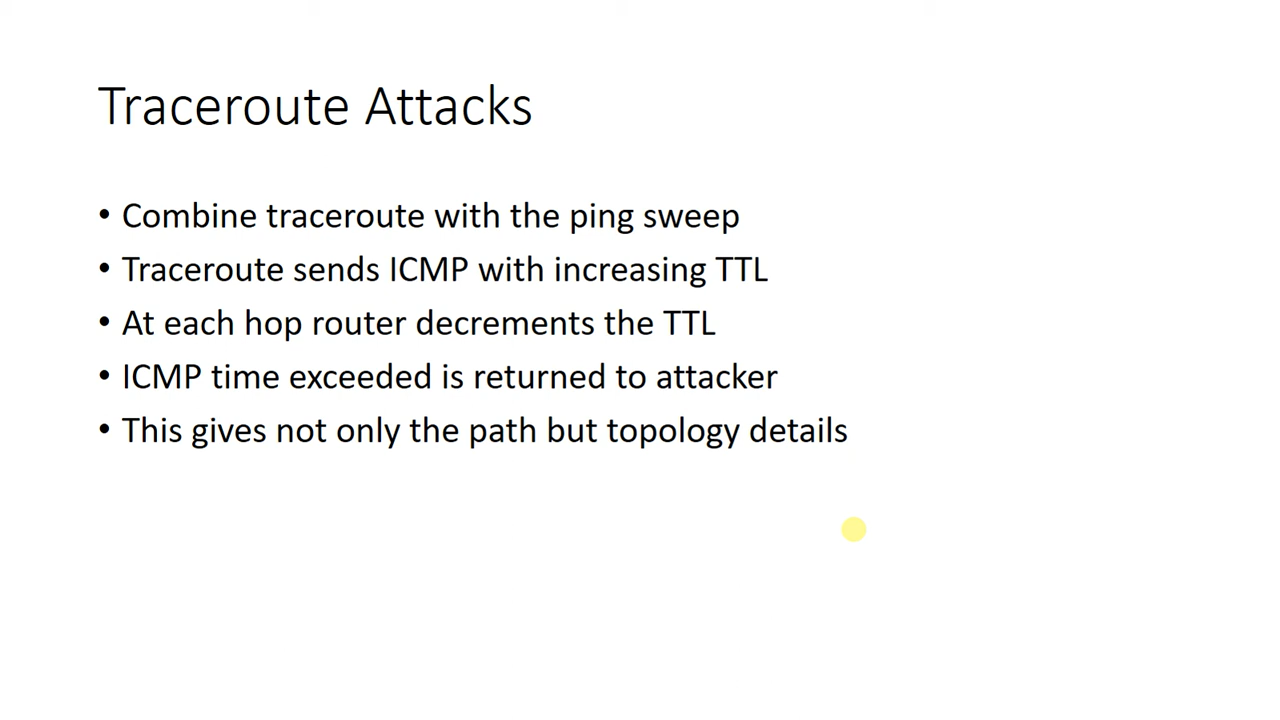 Traceroute Attacks
• Combine traceroute with the ping sweep
• Traceroute sends ICMP with increasing TTL
• At each hop router decrements the TTL
• ICMP time exceeded is returned to attacker
• This gives not only the path but topology details